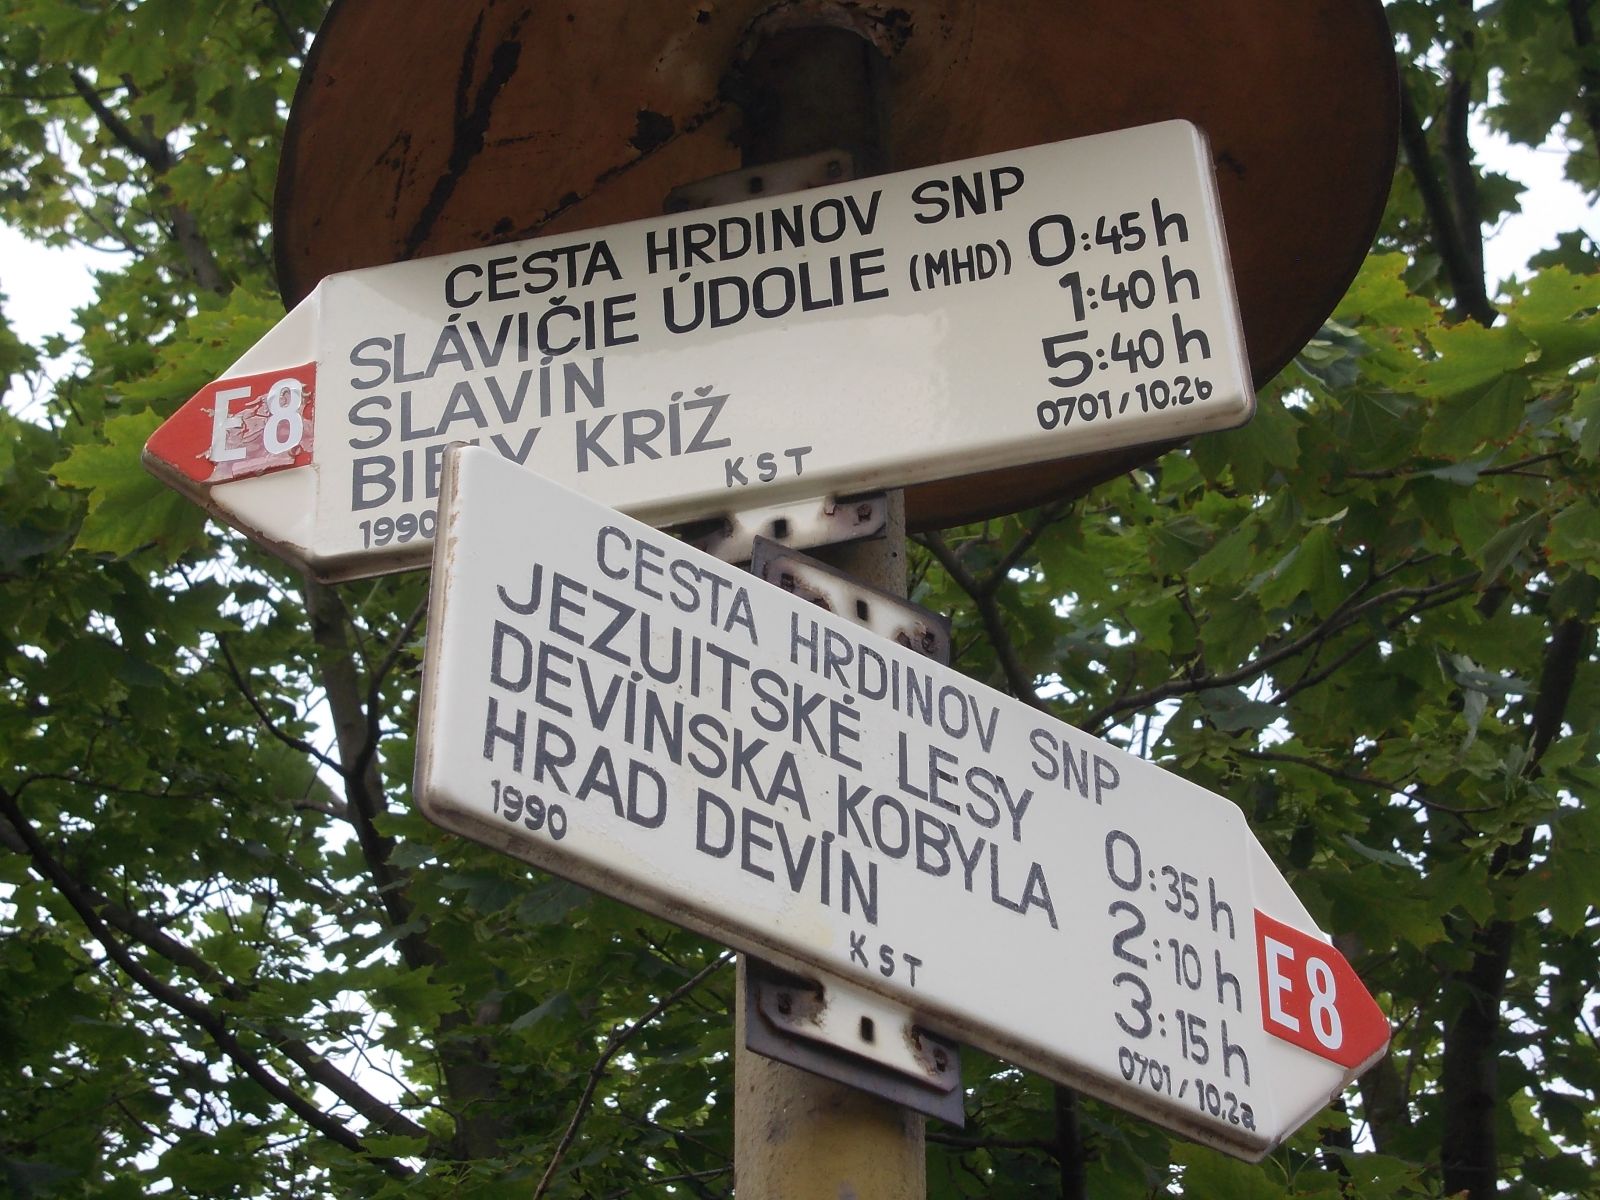 CESTA HRDINOV SNP
SLÁVIČIE ÚDOLIE (MHD) 0:45 h
SLAVÍN 1:40 h
BIELY KRÍŽ 5:40 h
1990 KST 0701/10.2b
E8
CESTA HRDINOV SNP
JEZUITSKÉ LESY 0:35 h
DEVÍNSKA KOBYLA 2:10 h
HRAD DEVÍN 3:15 h
1990 KST 0701/10.2a
E8